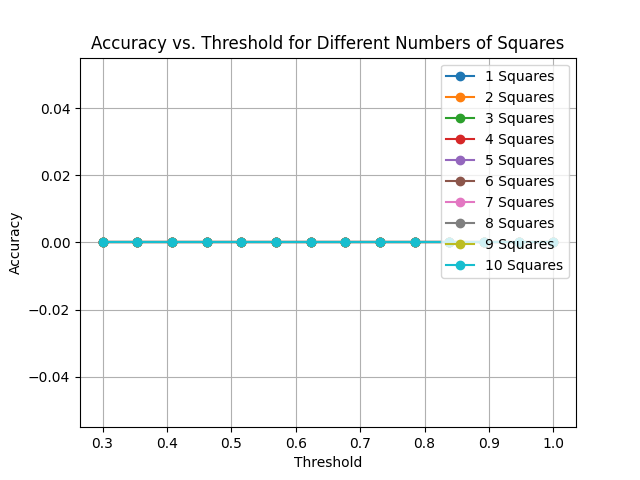 Accuracy vs. Threshold for Different Numbers of Squares
1 Squares
2 Squares
3 Squares
4 Squares
5 Squares
6 Squares
7 Squares
8 Squares
9 Squares
10 Squares
0.04
0.02
0.00
−0.02
−0.04
Accuracy
0.3 0.4 0.5 0.6 0.7 0.8 0.9 1.0
Threshold